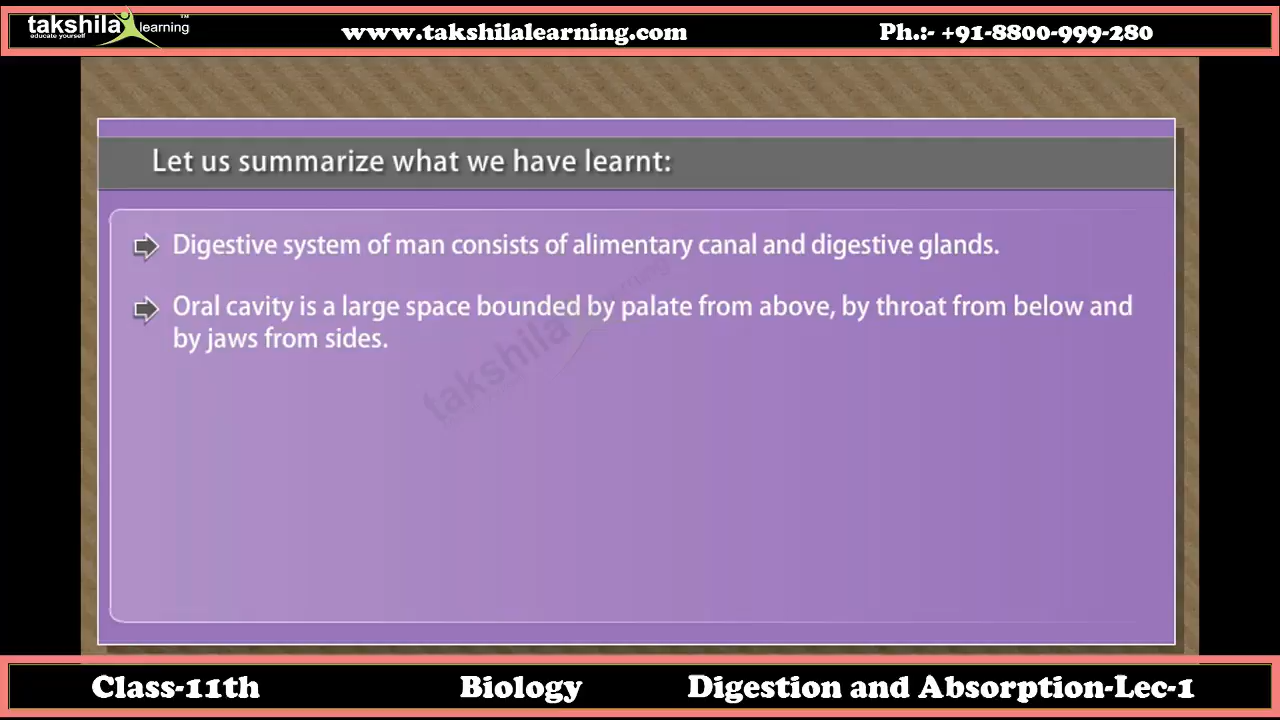 takshila learning TM
educate yourself
www.takshilalearning.com
Ph.:- +91-8800-999-280
Let us summarize what we have learnt:
Digestive system of man consists of alimentary canal and digestive glands.
Oral cavity is a large space bounded by palate from above, by throat from below and
by jaws from sides.
takshila learning
Class-11th
Biology
Digestion and Absorption-Lec-1